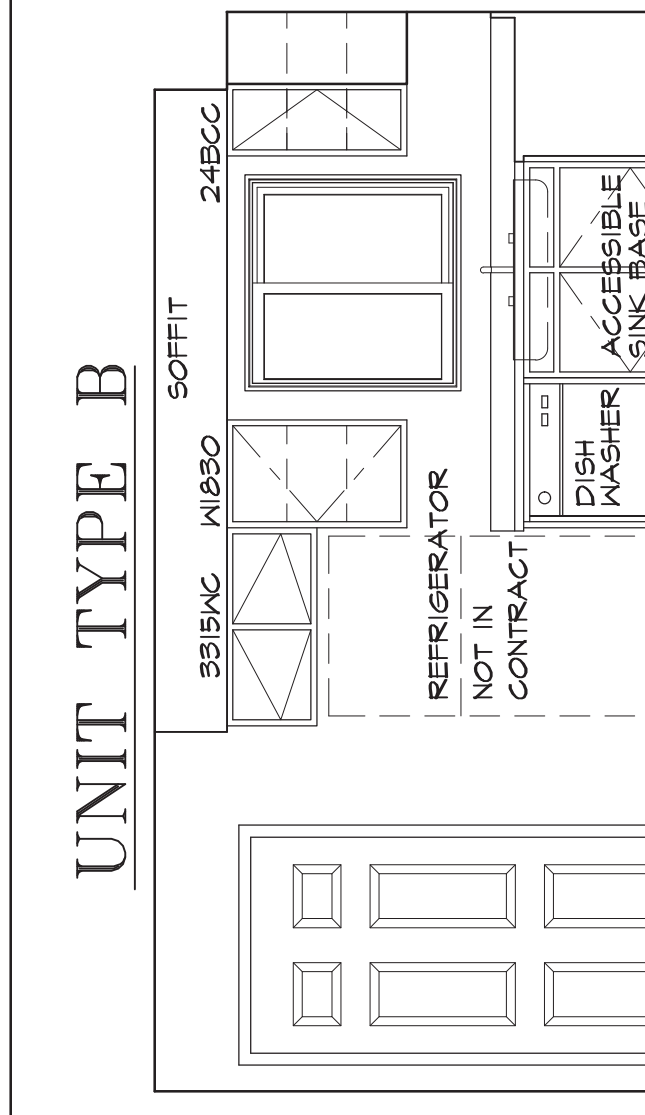 UNIT TYPE B
SOFFIT
3315WC
W1830
24BCC
REFRIGERATOR
NOT IN
CONTRACT
DISH
WASHER
ACCESSIBLE
SINK BASE